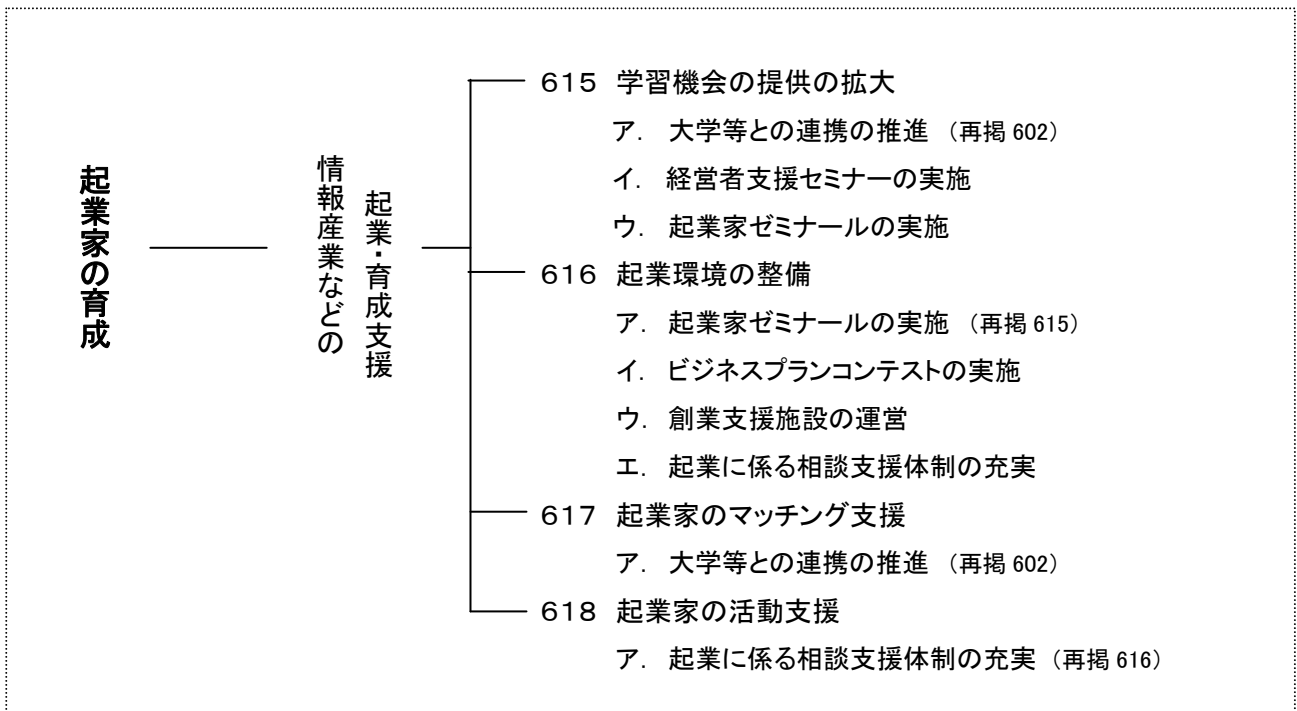 起業家の育成
情報産業などの
起業・育成支援
615 学習機会の提供の拡大
ア. 大学等との連携の推進 (再掲 602)
イ. 経営者支援セミナーの実施
ウ. 起業家ゼミナールの実施
616 起業環境の整備
ア. 起業家ゼミナールの実施 (再掲 615)
イ. ビジネスプランコンテストの実施
ウ. 創業支援施設の運営
エ. 起業に係る相談支援体制の充実
617 起業家のマッチング支援
ア. 大学等との連携の推進 (再掲 602)
618 起業家の活動支援
ア. 起業に係る相談支援体制の充実 (再掲 616)